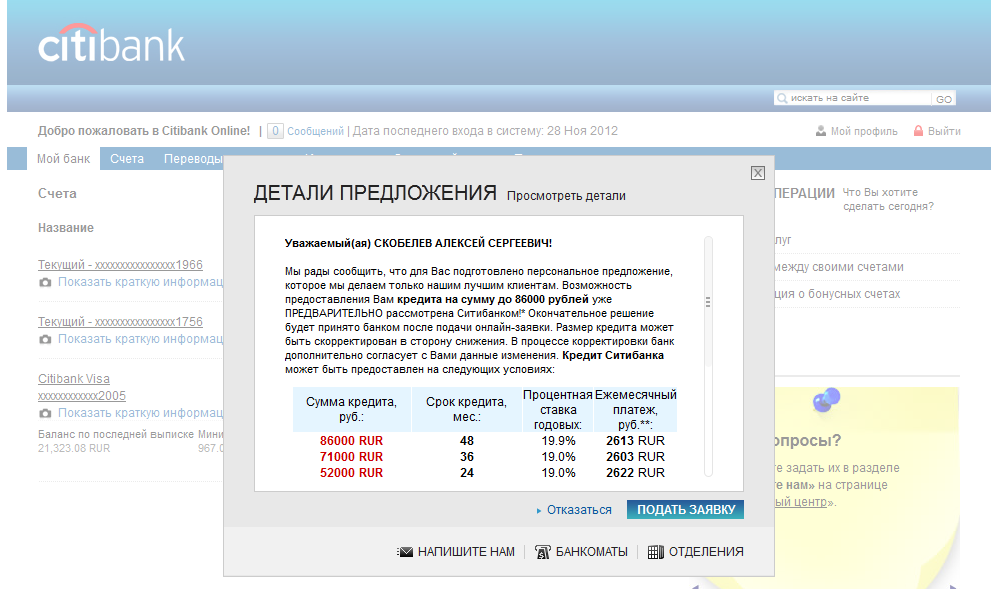 citibank
искать на сайте GO
Добро пожаловать в Citibank Online! | 0 Сообщений | Дата последнего входа в систему: 28 Ноя 2012
Мой профиль Выйти
Мой банк Счета Переводы
Счета
Название
Текущий - xxxxxxxxxxxxxxxx1966
Показать краткую информац
Текущий - xxxxxxxxxxxxxxxx1756
Показать краткую информац
Citibank Visa
xxxxxxxxxxxx2005
Показать краткую информац
Баланс по последней выписке Мини
21,323.08 RUR 967.0
X
ДЕТАЛИ ПРЕДЛОЖЕНИЯ Просмотреть детали
Уважаемый(ая) СКОБЕЛЕВ АЛЕКСЕЙ СЕРГЕЕВИЧ!
Мы рады сообщить, что для Вас подготовлено персональное предложение,
которое мы делаем только нашим лучшим клиентам. Возможность
предоставления Вам кредита на сумму до 86000 рублей уже
ПРЕДВАРИТЕЛЬНО рассмотрена Ситибанком!* Окончательное решение
будет принято банком после подачи онлайн-заявки. Размер кредита может
быть скорректирован в сторону снижения. В процессе корректировки банк
дополнительно согласует с Вами данные изменения. Кредит Ситибанка
может быть предоставлен на следующих условиях:
Сумма кредита, руб.: Срок кредита, мес.: Процентная ставка годовых: Ежемесячный платеж, руб.**:
86000 RUR 48 19.9% 2613 RUR
71000 RUR 36 19.0% 2603 RUR
52000 RUR 24 19.0% 2622 RUR
Отказаться ПОДАТЬ ЗАЯВКУ
НАПИШИТЕ НАМ БАНКОМАТЫ ОТДЕЛЕНИЯ
ПЕРАЦИИ Что Вы хотите
сделать сегодня?
луг
между своими счетами
ция о бонусных счетах
опросы?
те задать их в разделе
те нам» на странице
ый центр».